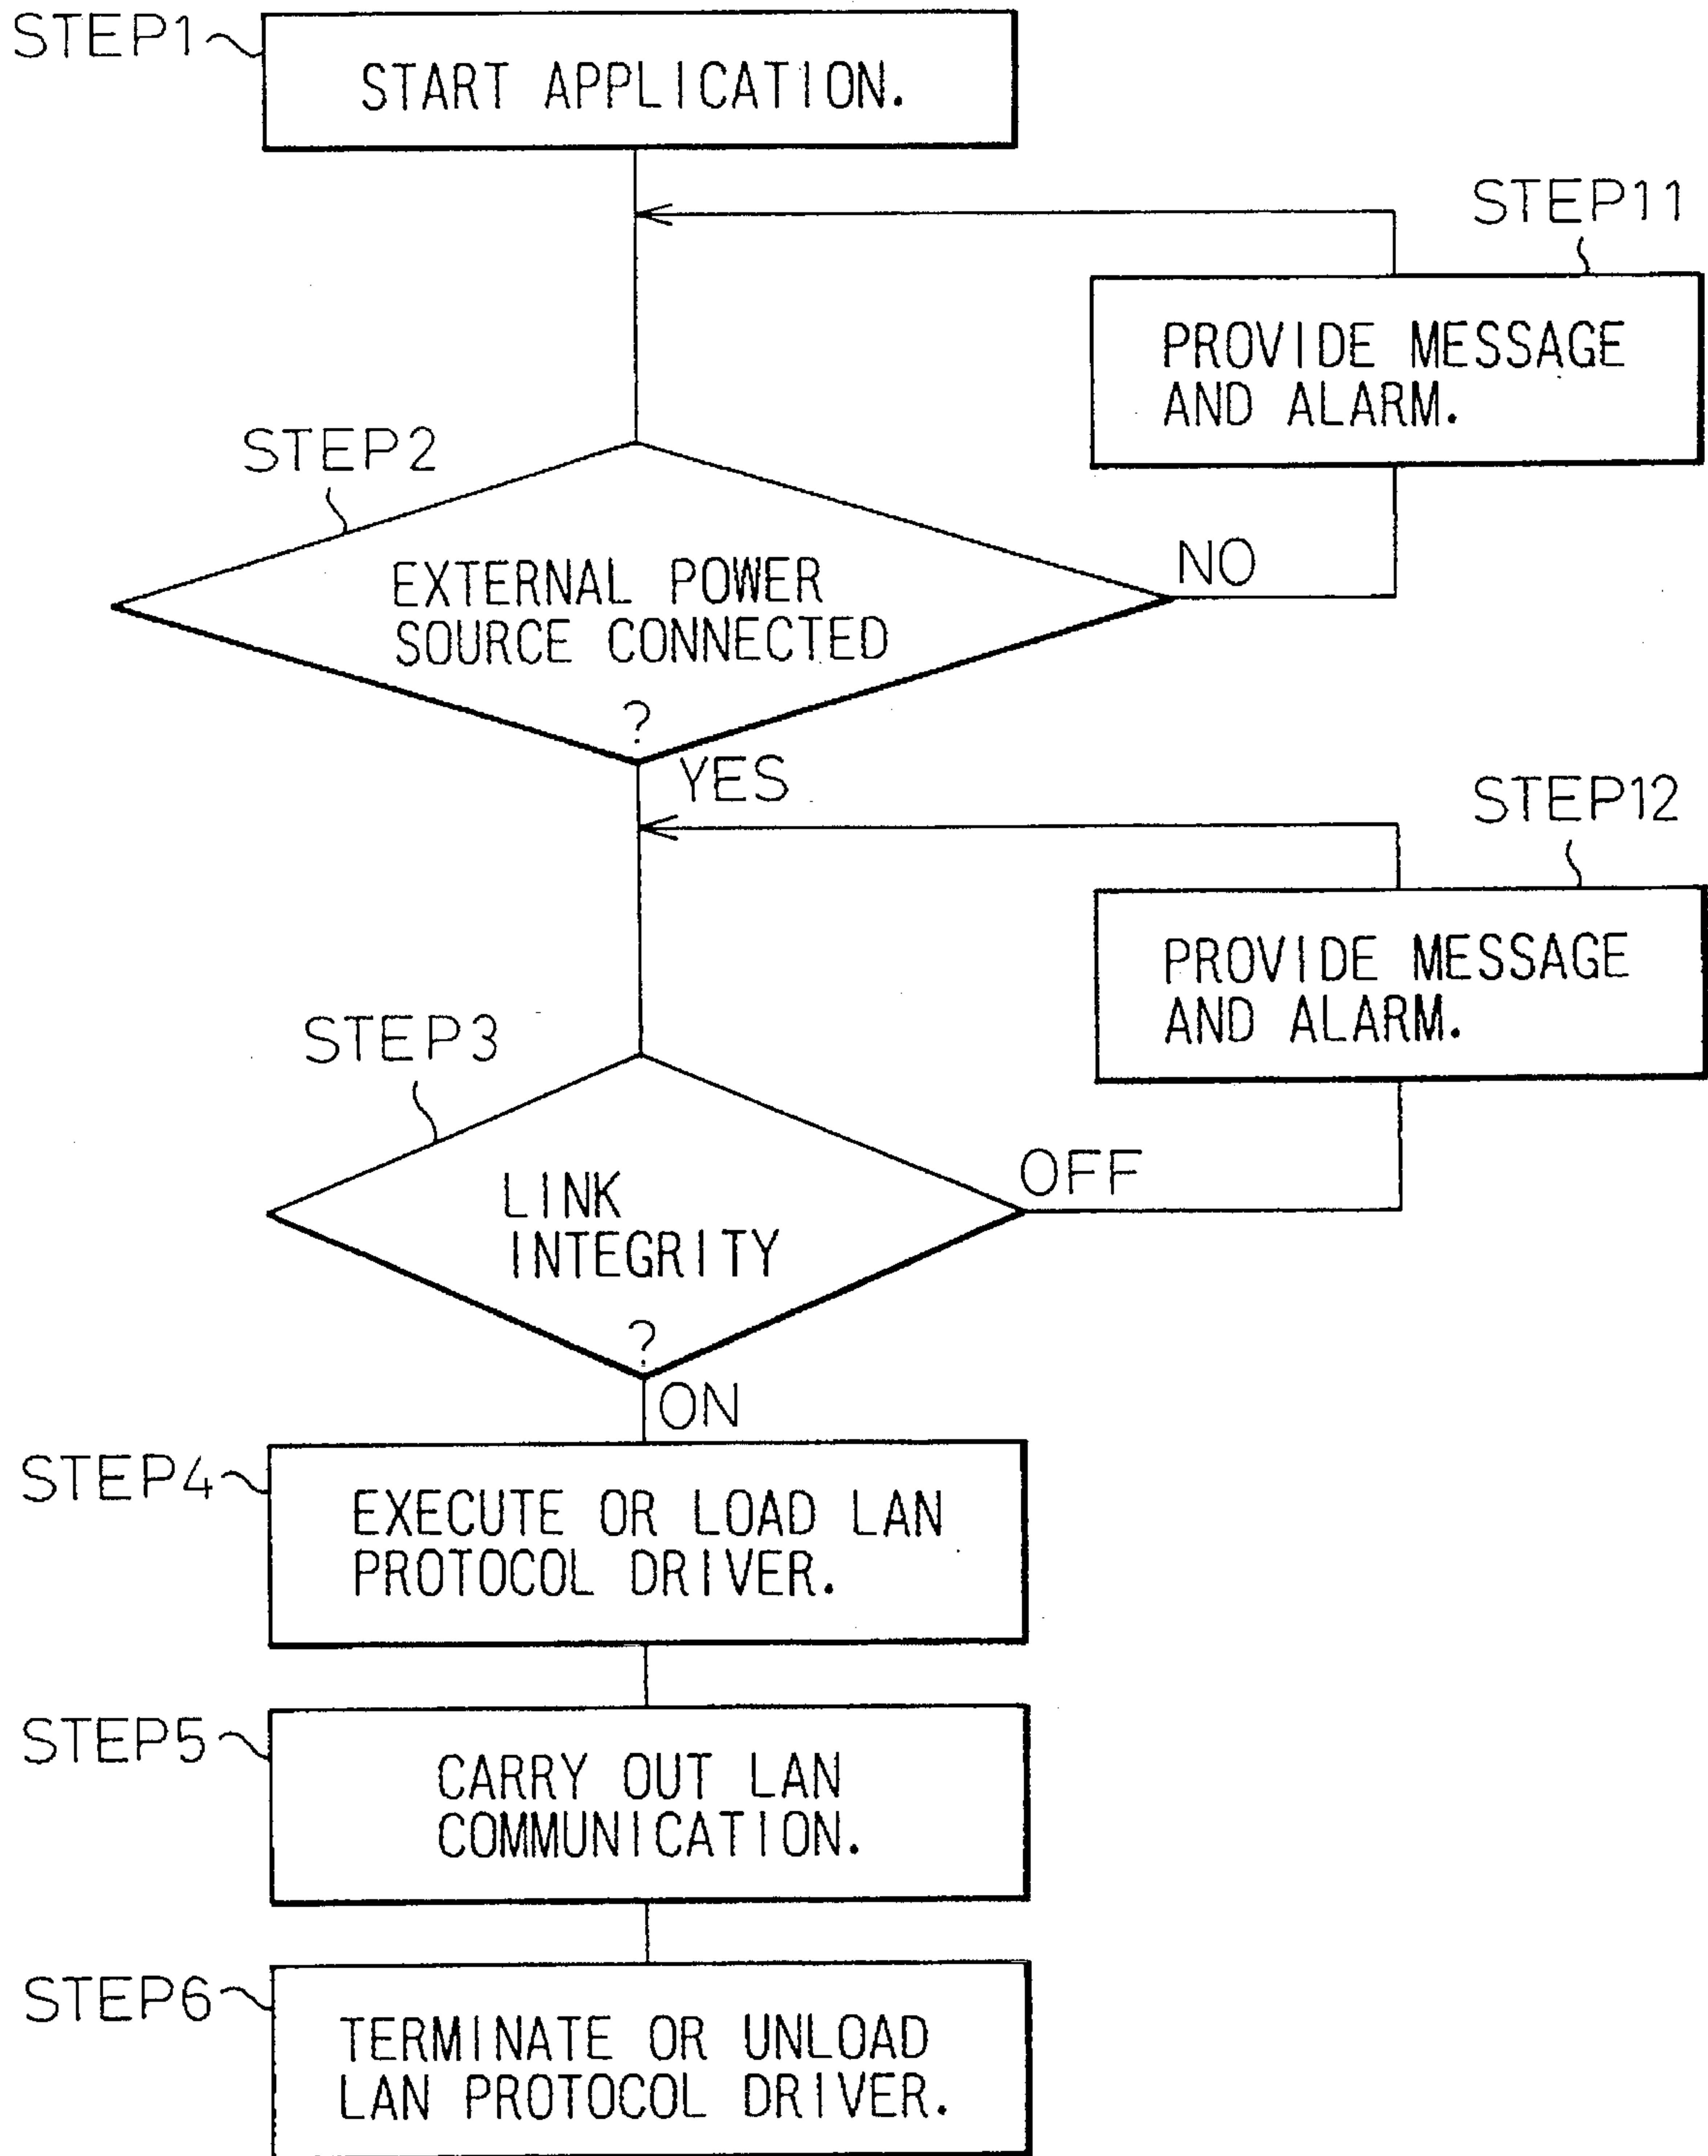 STEP1
START APPLICATION.
STEP11
PROVIDE MESSAGE
AND ALARM.
STEP2
EXTERNAL POWER
SOURCE CONNECTED
?
NO
YES
STEP12
PROVIDE MESSAGE
AND ALARM.
STEP3
LINK
INTEGRITY
?
OFF
ON
STEP4
EXECUTE OR LOAD LAN
PROTOCOL DRIVER.
STEP5
CARRY OUT LAN
COMMUNICATION.
STEP6
TERMINATE OR UNLOAD
LAN PROTOCOL DRIVER.